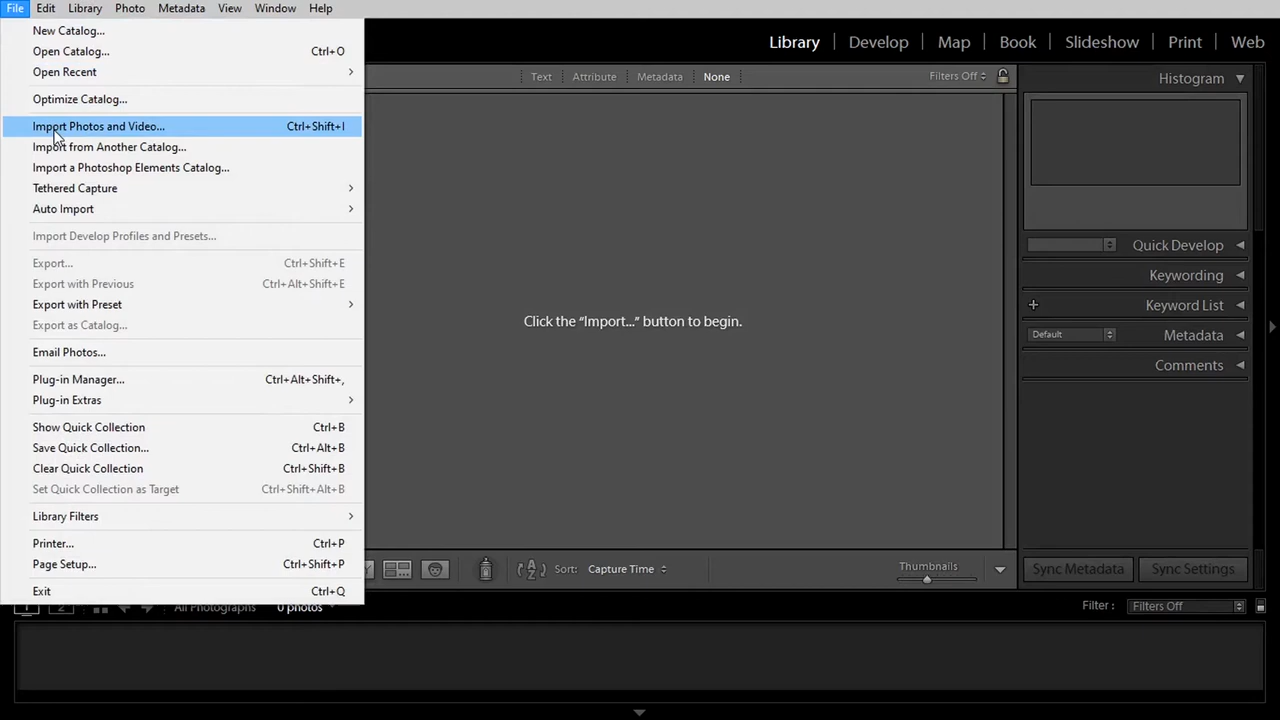 File Edit Library Photo Metadata View Window Help
Library | Develop | Map | Book | Slideshow | Print | Web
New Catalog...
Open Catalog... Ctrl+O
Open Recent
Optimize Catalog...
Import Photos and Video... Ctrl+Shift+I
Import from Another Catalog...
Import a Photoshop Elements Catalog...
Tethered Capture
Auto Import
Import Develop Profiles and Presets...
Export... Ctrl+Shift+E
Export with Previous Ctrl+Alt+Shift+E
Export with Preset
Export as Catalog...
Email Photos...
Plug-in Manager... Ctrl+Alt+Shift+,
Plug-in Extras
Show Quick Collection Ctrl+B
Save Quick Collection... Ctrl+Alt+B
Clear Quick Collection Ctrl+Shift+B
Set Quick Collection as Target Ctrl+Shift+Alt+B
Library Filters
Printer... Ctrl+P
Page Setup... Ctrl+Shift+P
Exit Ctrl+Q
Text Attribute Metadata None Filters Off
Click the “Import...” button to begin.
Histogram
Quick Develop
Keywording
Keyword List
Default Metadata
Comments
Sort: Capture Time Thumbnails
Sync Metadata Sync Settings
1 2 All Photographs 0 photos Filter : Filters Off